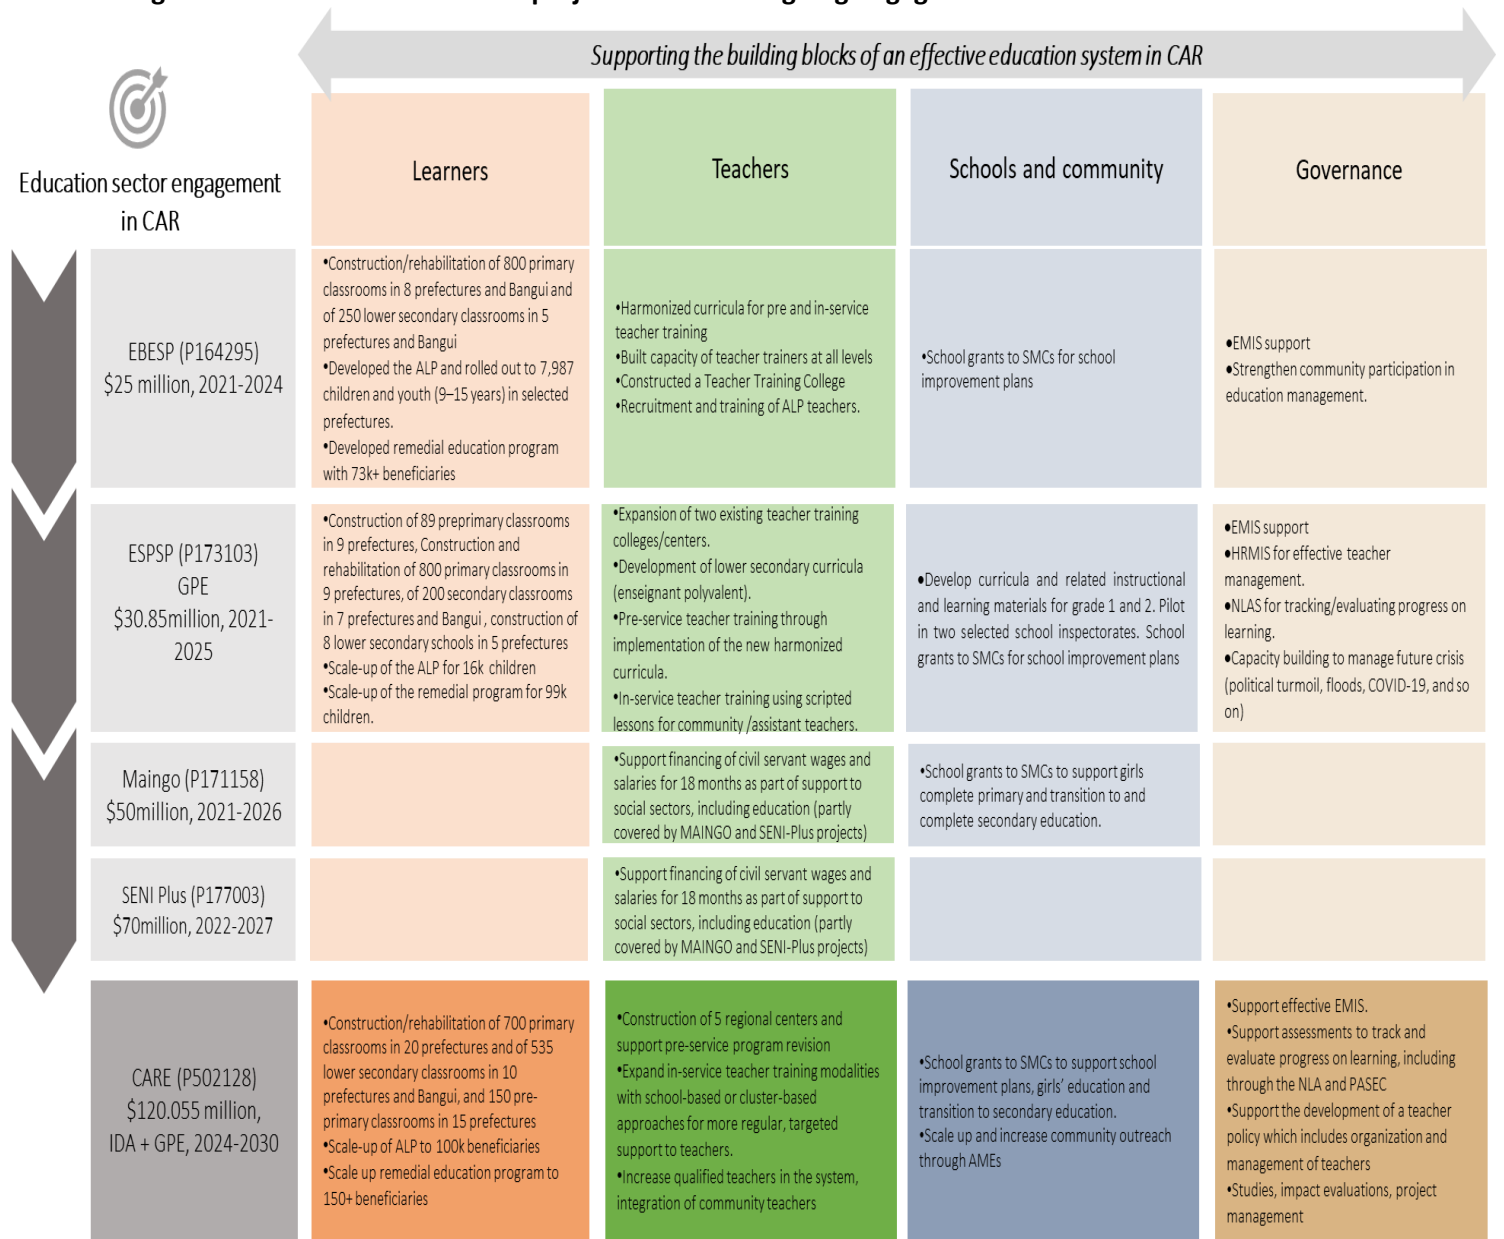 Supporting the building blocks of an effective education system in CAR
Education sector engagement
in CAR
Learners
Teachers
Schools and community
Governance
EBESP (P164295)
$25 million, 2021-2024
•Construction/rehabilitation of 800 primary
classrooms in 8 prefectures and Bangui and
of 250 lower secondary classrooms in 5
prefectures and Bangui
•Developed the ALP and rolled out to 7,987
children and youth (9–15 years) in selected
prefectures.
•Developed remedial education program
with 73k+ beneficiaries
•Harmonized curricula for pre and in-service
teacher training
•Built capacity of teacher trainers at all levels
•Constructed a Teacher Training College
•Recruitment and training of ALP teachers.
•School grants to SMCs for school
improvement plans
•EMIS support
•Strengthen community participation in
education management.
ESPSP (P173103)
GPE
$30.85million, 2021-
2025
•Construction of 89 preprimary classrooms
in 9 prefectures, Construction and
rehabilitation of 800 primary classrooms in
9 prefectures, of 200 secondary classrooms
in 7 prefectures and Bangui , construction of
8 lower secondary schools in 5 prefectures
•Scale-up of the ALP for 16k children
•Scale-up of the remedial program for 99k
children.
•Expansion of two existing teacher training
colleges/centers.
•Development of lower secondary curricula
(enseignant polyvalent).
•Pre-service teacher training through
implementation of the new harmonized
curricula.
•In-service teacher training using scripted
lessons for community /assistant teachers.
•Develop curricula and related instructional
and learning materials for grade 1 and 2. Pilot
in two selected school inspectorates. School
grants to SMCs for school improvement plans
•EMIS support
•HRMIS for effective teacher
management.
•NLAS for tracking/evaluating progress on
learning.
•Capacity building to manage future crisis
(political turmoil, floods, COVID-19, and so
on)
Maingo (P171158)
$50million, 2021-2026
•Support financing of civil servant wages and
salaries for 18 months as part of support to
social sectors, including education (partly
covered by MAINGO and SENI-Plus projects)
•School grants to SMCs to support girls
complete primary and transition to and
complete secondary education.
SENI Plus (P177003)
$70million, 2022-2027
•Support financing of civil servant wages and
salaries for 18 months as part of support to
social sectors, including education (partly
covered by MAINGO and SENI-Plus projects)
CARE (P502128)
$120.055 million,
IDA + GPE, 2024-2030
•Construction/rehabilitation of 700 primary
classrooms in 20 prefectures and of 535
lower secondary classrooms in 10
prefectures and Bangui, and 150 pre-
primary classrooms in 15 prefectures
•Scale-up of ALP to 100k beneficiaries
•Scale up remedial education program to
150+ beneficiaries
•Construction of 5 regional centers and
support pre-service program revision
•Expand in-service teacher training modalities
with school-based or cluster-based
approaches for more regular, targeted
support to teachers.
•Increase qualified teachers in the system,
integration of community teachers
•School grants to SMCs to support school
improvement plans, girls’ education and
transition to secondary education.
•Scale up and increase community outreach
through AMEs
•Support effective EMIS.
•Support assessments to track and
evaluate progress on learning, including
through the NLA and PASEC
•Support the development of a teacher
policy which includes organization and
management of teachers
•Studies, impact evaluations, project
management